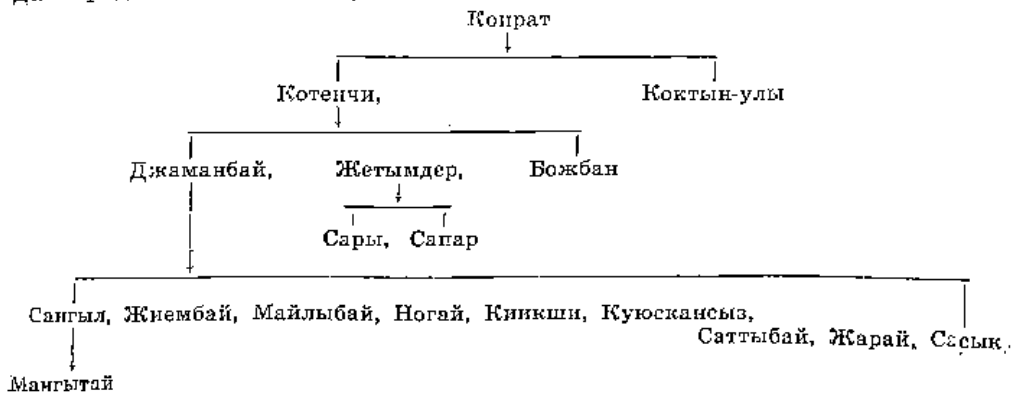 Конрат
Котенчи, Коктын-улы
Джаманбай, Жетымдер, Божбан
Сары, Сапар
Сангыл, Жиембай, Майлыбай, Ногай, Киикши, Куюскансыз,
Саттыбай, Жарай, Сасык.
Мангытай